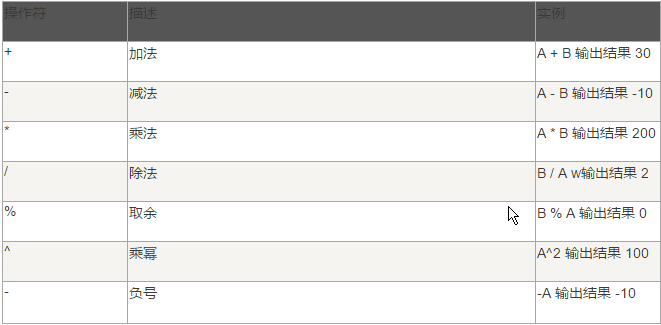 操作符 描述 实例
+ 加法 A + B 输出结果 30
- 减法 A - B 输出结果 -10
* 乘法 A * B 输出结果 200
/ 除法 B / A w输出结果 2
% 取余 B % A 输出结果 0
^ 乘幂 A^2 输出结果 100
- 负号 -A 输出结果 -10